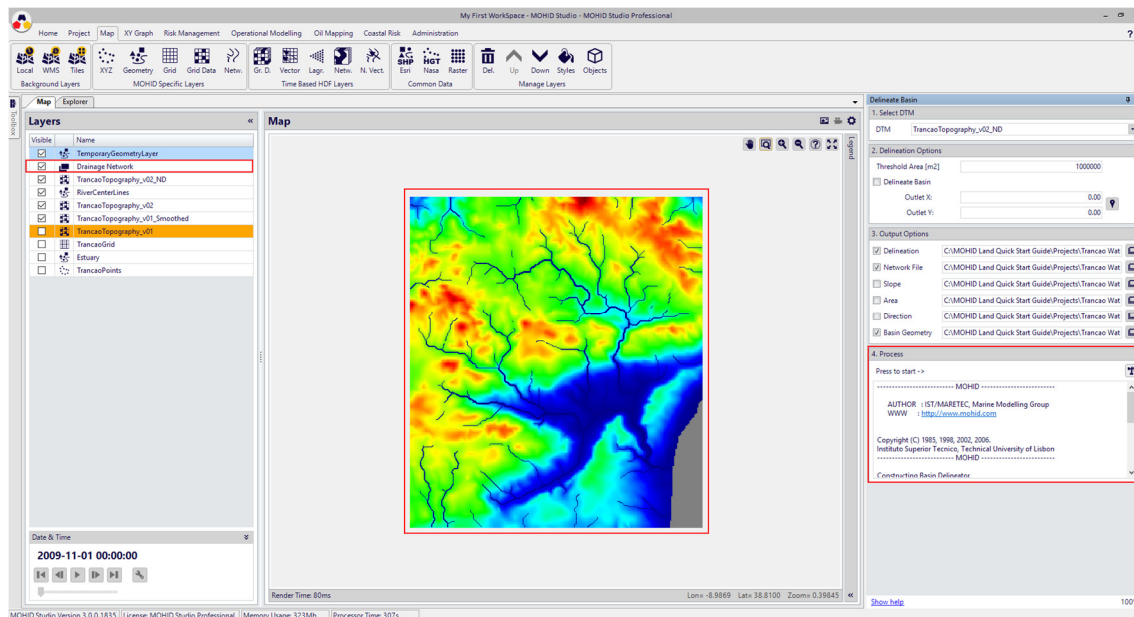 My First WorkSpace - MOHID Studio - MOHID Studio Professional
Home Project Map XY Graph Risk Management Operational Modelling Oil Mapping Coastal Risk Administration ?
SHP HGT
Local WMS Tiles XYZ Geometry Grid Grid Data Netw. Gr. D. Vector Lagr. Netw. N. Vect. Esri Nasa Raster Del. Up Down Styles Objects
Background Layers MOHID Specific Layers Time Based HDF Layers Common Data Manage Layers
Toolbox
Map Explorer
Layers «
Visible Name
TemporaryGeometryLayer
Drainage Network
TrancaoTopography_v02_ND
RiverCenterLines
TrancaoTopography_v02
TrancaoTopography_v01_Smoothed
TrancaoTopography_v01
TrancaoGrid
Estuary
TrancaoPoints
Date & Time
2009-11-01 00:00:00
Map
Legend
Render Time: 80ms Lon= -8.9869 Lat= 38.8100 Zoom= 0.39845 «
Delineate Basin
1. Select DTM
DTM TrancaoTopography_v02_ND
2. Delineation Options
Threshold Area [m2] 1000000
Delineate Basin
Outlet X: 0.00
Outlet Y: 0.00
3. Output Options
Delineation C:\MOHID Land Quick Start Guide\Projects\Trancao Wat
Network File C:\MOHID Land Quick Start Guide\Projects\Trancao Wat
Slope C:\MOHID Land Quick Start Guide\Projects\Trancao Wat
Area C:\MOHID Land Quick Start Guide\Projects\Trancao Wat
Direction C:\MOHID Land Quick Start Guide\Projects\Trancao Wat
Basin Geometry C:\MOHID Land Quick Start Guide\Projects\Trancao Wat
4. Process
Press to start ->
-------------------------- MOHID -------------------------
AUTHOR : IST/MARETEC, Marine Modelling Group
WWW : http://www.mohid.com
Copyright (C) 1985, 1998, 2002, 2006.
Instituto Superior Tecnico, Technical University of Lisbon
-------------------------- MOHID -------------------------
Constructing Basin Delineator
Show help 100%
MOHID Studio Version 3.0.0.1835 License: MOHID Studio Professional Memory Usage: 323Mb Processor Time: 307s